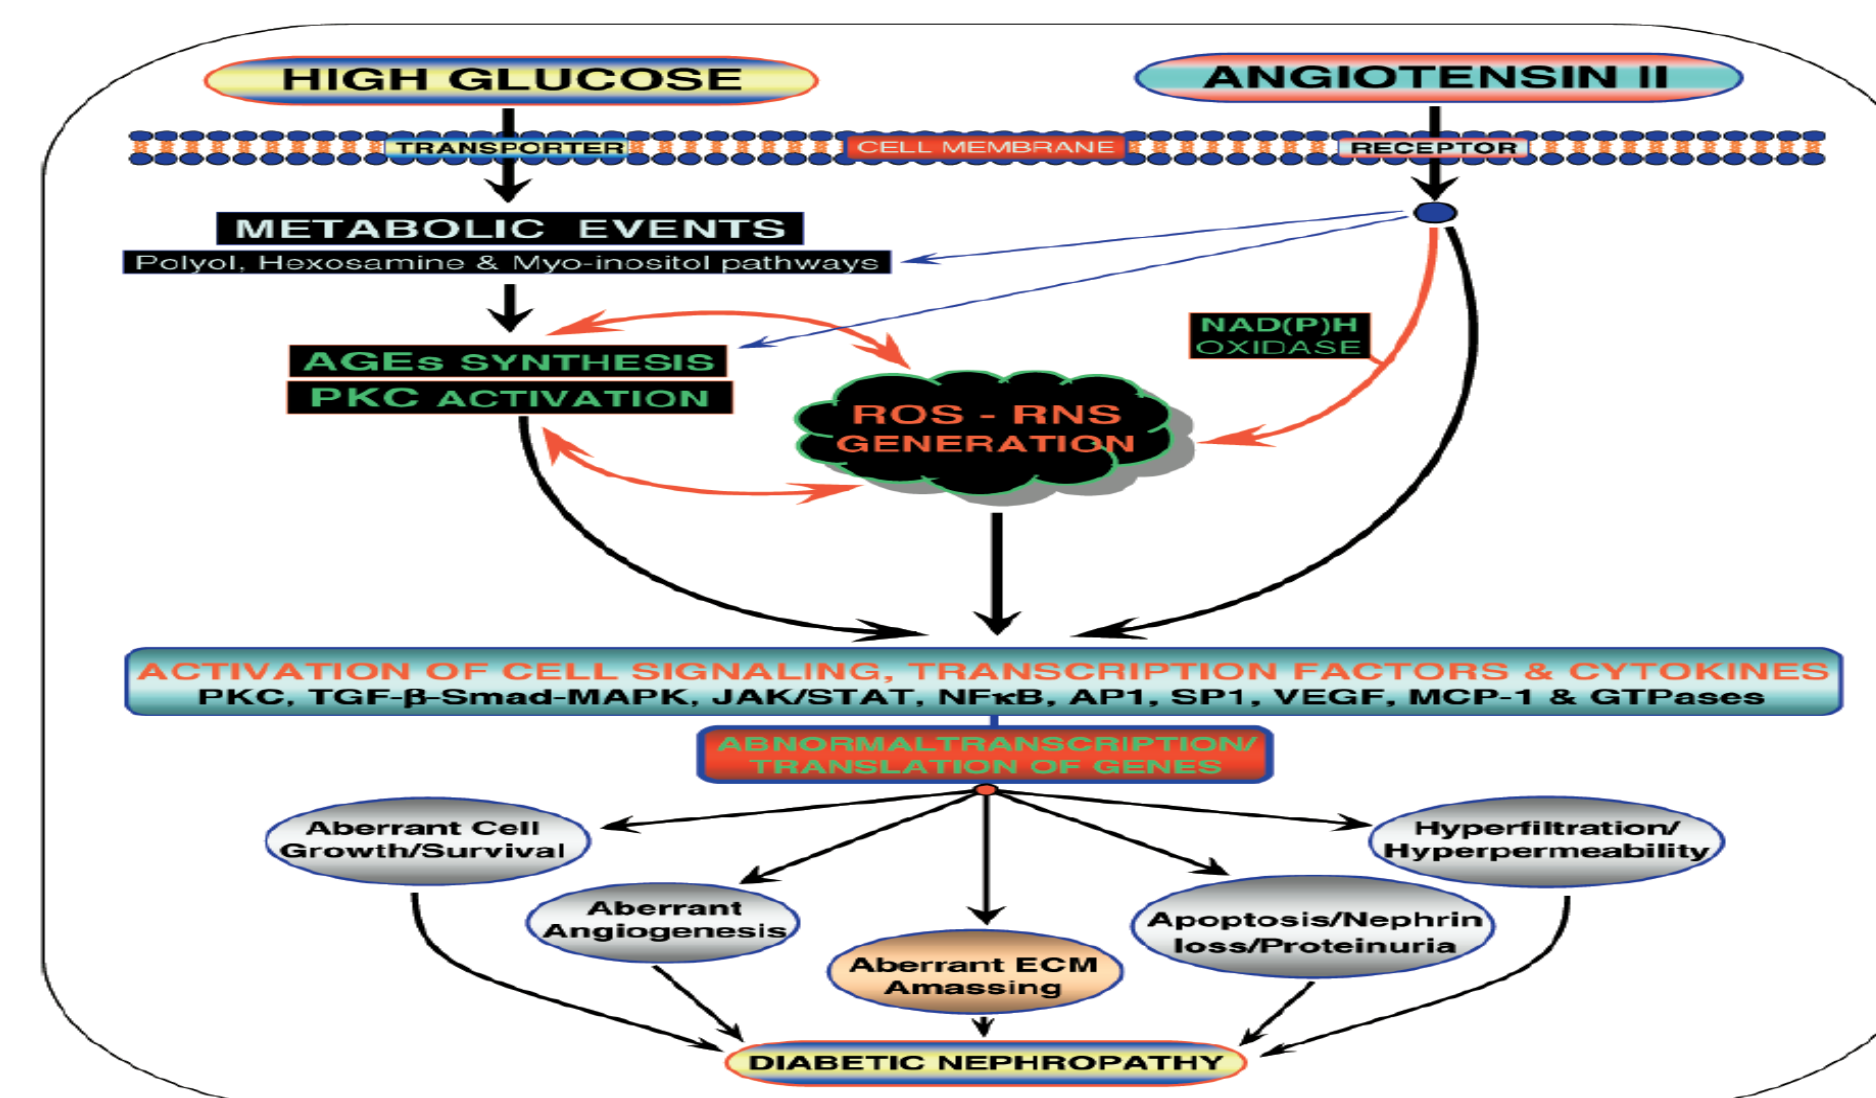 HIGH GLUCOSE
ANGIOTENSIN II
TRANSPORTER
CELL MEMBRANE
RECEPTOR
METABOLIC EVENTS
Polyol, Hexosamine & Myo-inositol pathways
NAD(P)H
OXIDASE
AGEs SYNTHESIS
PKC ACTIVATION
ROS - RNS
GENERATION
ACTIVATION OF CELL SIGNALING, TRANSCRIPTION FACTORS & CYTOKINES
PKC, TGF-β-Smad-MAPK, JAK/STAT, NFκB, AP1, SP1, VEGF, MCP-1 & GTPases
ABNORMALTRANSCRIPTION/
TRANSLATION OF GENES
Aberrant Cell
Growth/Survival
Hyperfiltration/
Hyperpermeability
Aberrant
Angiogenesis
Apoptosis/Nephrin
loss/Proteinuria
Aberrant ECM
Amassing
DIABETIC NEPHROPATHY